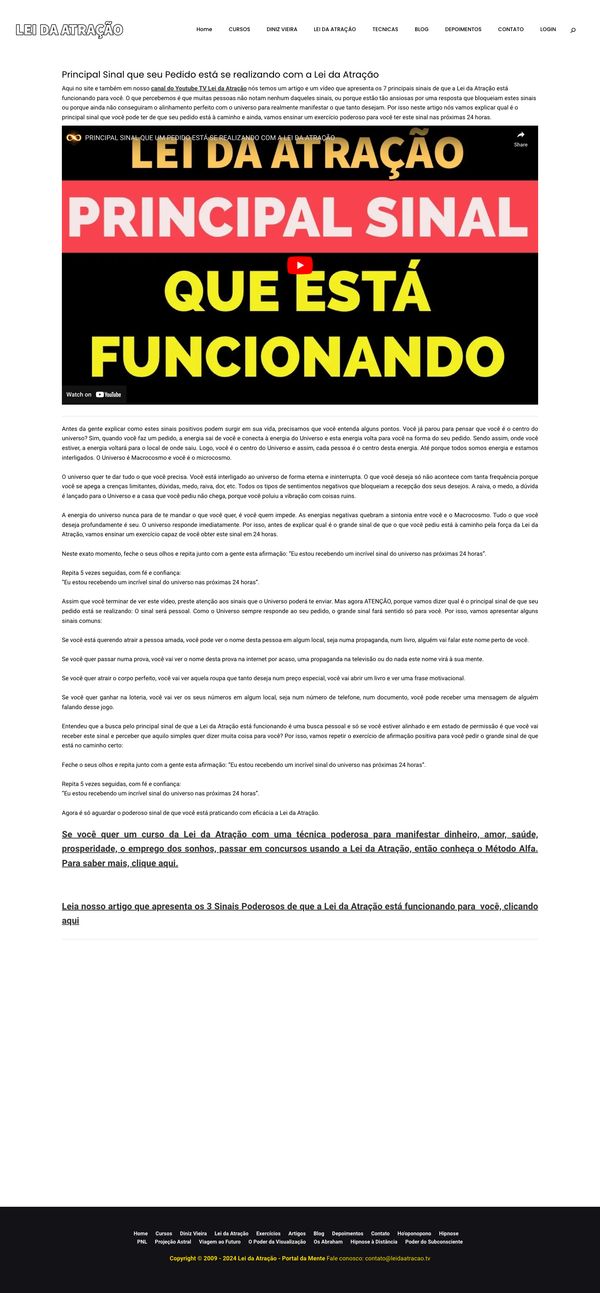 LEI DA ATRAÇÃO
Home CURSOS DINIZ VIEIRA LEI DA ATRAÇÃO TECNICAS BLOG DEPOIMENTOS CONTATO LOGIN
Principal Sinal que seu Pedido está se realizando com a Lei da Atração
Aqui no site e também em nosso canal do Youtube TV Lei da Atração nós temos um artigo e um vídeo que apresenta os 7 principais sinais de que a Lei da Atração está
funcionando para você. O que percebemos é que muitas pessoas não notam nenhum daqueles sinais, ou porque estão tão ansiosas por uma resposta que bloqueiam estes sinais
ou porque ainda não conseguiram o alinhamento perfeito com o universo para realmente manifestar o que tanto desejam. Por isso neste artigo nós vamos explicar qual é o
principal sinal que você pode ter de que seu pedido está à caminho e ainda, vamos ensinar um exercício poderoso para você ter este sinal nas próximas 24 horas.
PRINCIPAL SINAL QUE UM PEDIDO ESTÁ SE REALIZANDO COM A LEI DA ATRAÇÃO
Share
LEI DA ATRAÇÃO
PRINCIPAL SINAL
QUE ESTÁ
FUNCIONANDO
Watch on YouTube
Antes da gente explicar como estes sinais positivos podem surgir em sua vida, precisamos que você entenda alguns pontos. Você já parou para pensar que você é o centro do
universo? Sim, quando você faz um pedido, a energia sai de você e conecta à energia do Universo e esta energia volta para você na forma do seu pedido. Sendo assim, onde você
estiver, a energia voltará para o local de onde saiu. Logo, você é o centro do Universo e assim, cada pessoa é o centro desta energia. Até porque todos somos energia e estamos
interligados. O Universo é Macrocosmo e você é o microcosmo.
O universo quer te dar tudo o que você precisa. Você está interligado ao universo de forma eterna e ininterrupta. O que você deseja só não acontece com tanta frequência porque
você se apega a crenças limitantes, dúvidas, medo, raiva, dor, etc. Todos os tipos de sentimentos negativos que bloqueiam a recepção dos seus desejos. A raiva, o medo, a dúvida
é lançado para o Universo e a casa que você pediu não chega, porque você poluiu a vibração com coisas ruins.
A energia do universo nunca para de te mandar o que você quer, é você quem impede. As energias negativas quebram a sintonia entre você e o Macrocosmo. Tudo o que você
deseja profundamente é seu. O universo responde imediatamente. Por isso, antes de explicar qual é o grande sinal de que o que você pediu está à caminho pela força da Lei da
Atração, vamos ensinar um exercício capaz de você obter este sinal em 24 horas.
Neste exato momento, feche o seus olhos e repita junto com a gente esta afirmação: “Eu estou recebendo um incrível sinal do universo nas próximas 24 horas”.
Repita 5 vezes seguidas, com fé e confiança:
“Eu estou recebendo um incrível sinal do universo nas próximas 24 horas”.
Assim que você terminar de ver este vídeo, preste atenção aos sinais que o Universo poderá te enviar. Mas agora ATENÇÃO, porque vamos dizer qual é o principal sinal de que seu
pedido está se realizando: O sinal será pessoal. Como o Universo sempre responde ao seu pedido, o grande sinal fará sentido só para você. Por isso, vamos apresentar alguns
sinais comuns:
Se você está querendo atrair a pessoa amada, você pode ver o nome desta pessoa em algum local, seja numa propaganda, num livro, alguém vai falar este nome perto de você.
Se você quer passar numa prova, você vai ver o nome desta prova na internet por acaso, uma propaganda na televisão ou do nada este nome virá à sua mente.
Se você quer atrair o corpo perfeito, você vai ver aquela roupa que tanto deseja num preço especial, você vai abrir um livro e ver uma frase motivacional.
Se você quer ganhar na loteria, você vai ver os seus números em algum local, seja num número de telefone, num documento, você pode receber uma mensagem de alguém
falando desse jogo.
Entendeu que a busca pelo principal sinal de que a Lei da Atração está funcionando é uma busca pessoal e só se você estiver alinhado e em estado de permissão é que você vai
receber este sinal e perceber que aquilo simples quer dizer muita coisa para você? Por isso, vamos repetir o exercício de afirmação positiva para você pedir o grande sinal de que
está no caminho certo:
Feche o seus olhos e repita junto com a gente esta afirmação: “Eu estou recebendo um incrível sinal do universo nas próximas 24 horas”.
Repita 5 vezes seguidas, com fé e confiança:
“Eu estou recebendo um incrível sinal do universo nas próximas 24 horas”.
Agora é só aguardar o poderoso sinal de que você está praticando com eficácia a Lei da Atração.
Se você quer um curso da Lei da Atração com uma técnica poderosa para manifestar dinheiro, amor, saúde,
prosperidade, o emprego dos sonhos, passar em concursos usando a Lei da Atração, então conheça o Método Alfa.
Para saber mais, clique aqui.
Leia nosso artigo que apresenta os 3 Sinais Poderosos de que a Lei da Atração está funcionando para você, clicando
aqui
Home Cursos Diniz Vieira Lei da Atração Exercícios Artigos Blog Depoimentos Contato Ho'oponopono Hipnose
PNL Projeção Astral Viagem ao Futuro O Poder da Visualização Os Abraham Hipnose à Distância Poder do Subconsciente
Copyright © 2009 - 2024 Lei da Atração - Portal da Mente Fale conosco: contato@leidaatracao.tv